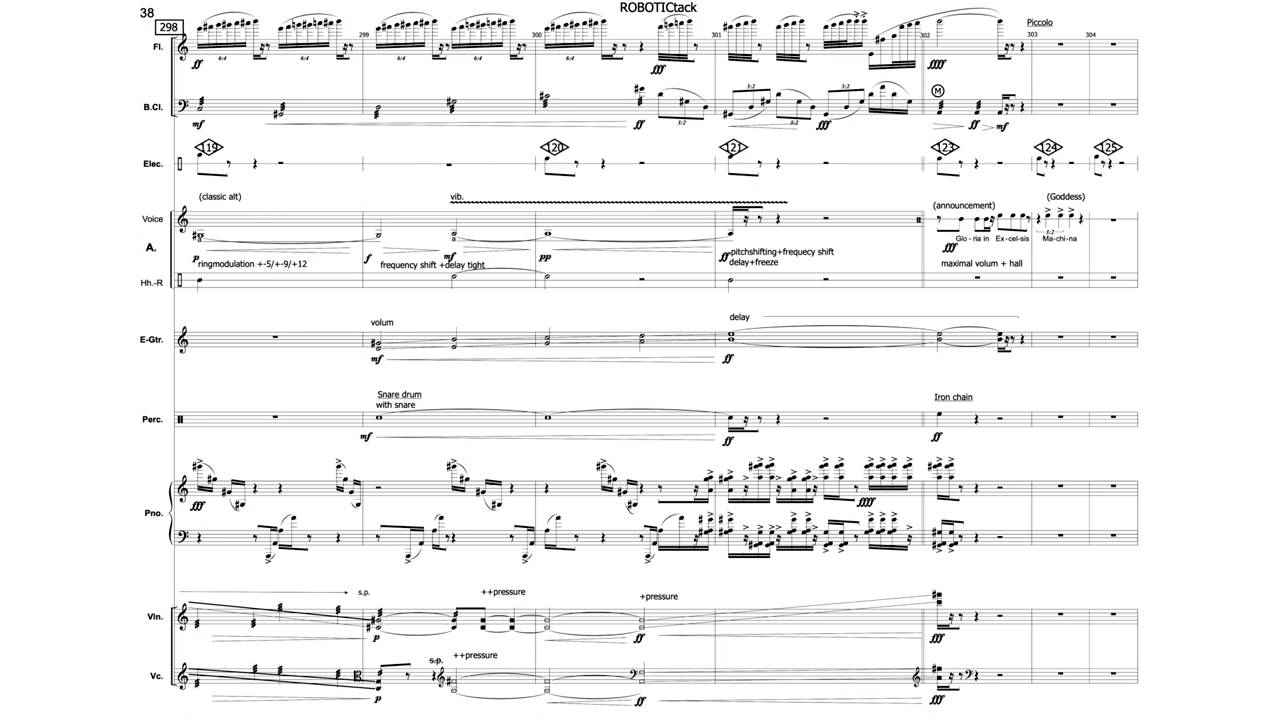 38
ROBOTICtack
298
299
300
301
302
303
304
Piccolo
Fl.
6:4
6:4
6:4
6:4
6:4
ff
fff
ffff
B.Cl.
M
3:2
3:2
3:2
3:2
mf
ff
fff
ff
mf
119
120
121
123
124
125
Elec.
(classic alt)
vib.
(announcement)
(Goddess)
Voice
a
a
Glo-ria in Ex-cel-sis Ma-chi-na
3:2
A.
p
f
mf
pp
ff
fff
ringmodulation +-5/+-9/+12
frequency shift +delay tight
pitchshifting+frequecy shift
delay+freeze
maximal volum + hall
Hh.-R
volum
delay
E-Gtr.
mf
ff
Snare drum
with snare
Iron chain
Perc.
mf
ff
ff
Pno.
fff
ffff
s.p.
++pressure
+pressure
Vln.
p
ff
fff
s.p.
++pressure
Vc.
p
ff
fff